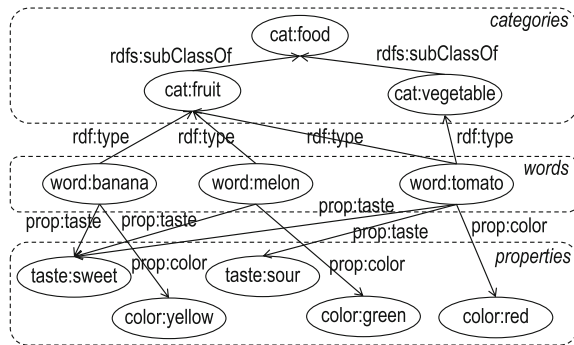 categories
cat:food
rdfs:subClassOf
rdfs:subClassOf
cat:fruit
cat:vegetable
rdf:type
rdf:type
rdf:type
rdf:type
words
word:banana
word:melon
word:tomato
prop:taste
prop:taste
prop:taste
prop:color
prop:taste
properties
prop:color
prop:color
taste:sweet
taste:sour
color:yellow
color:green
color:red